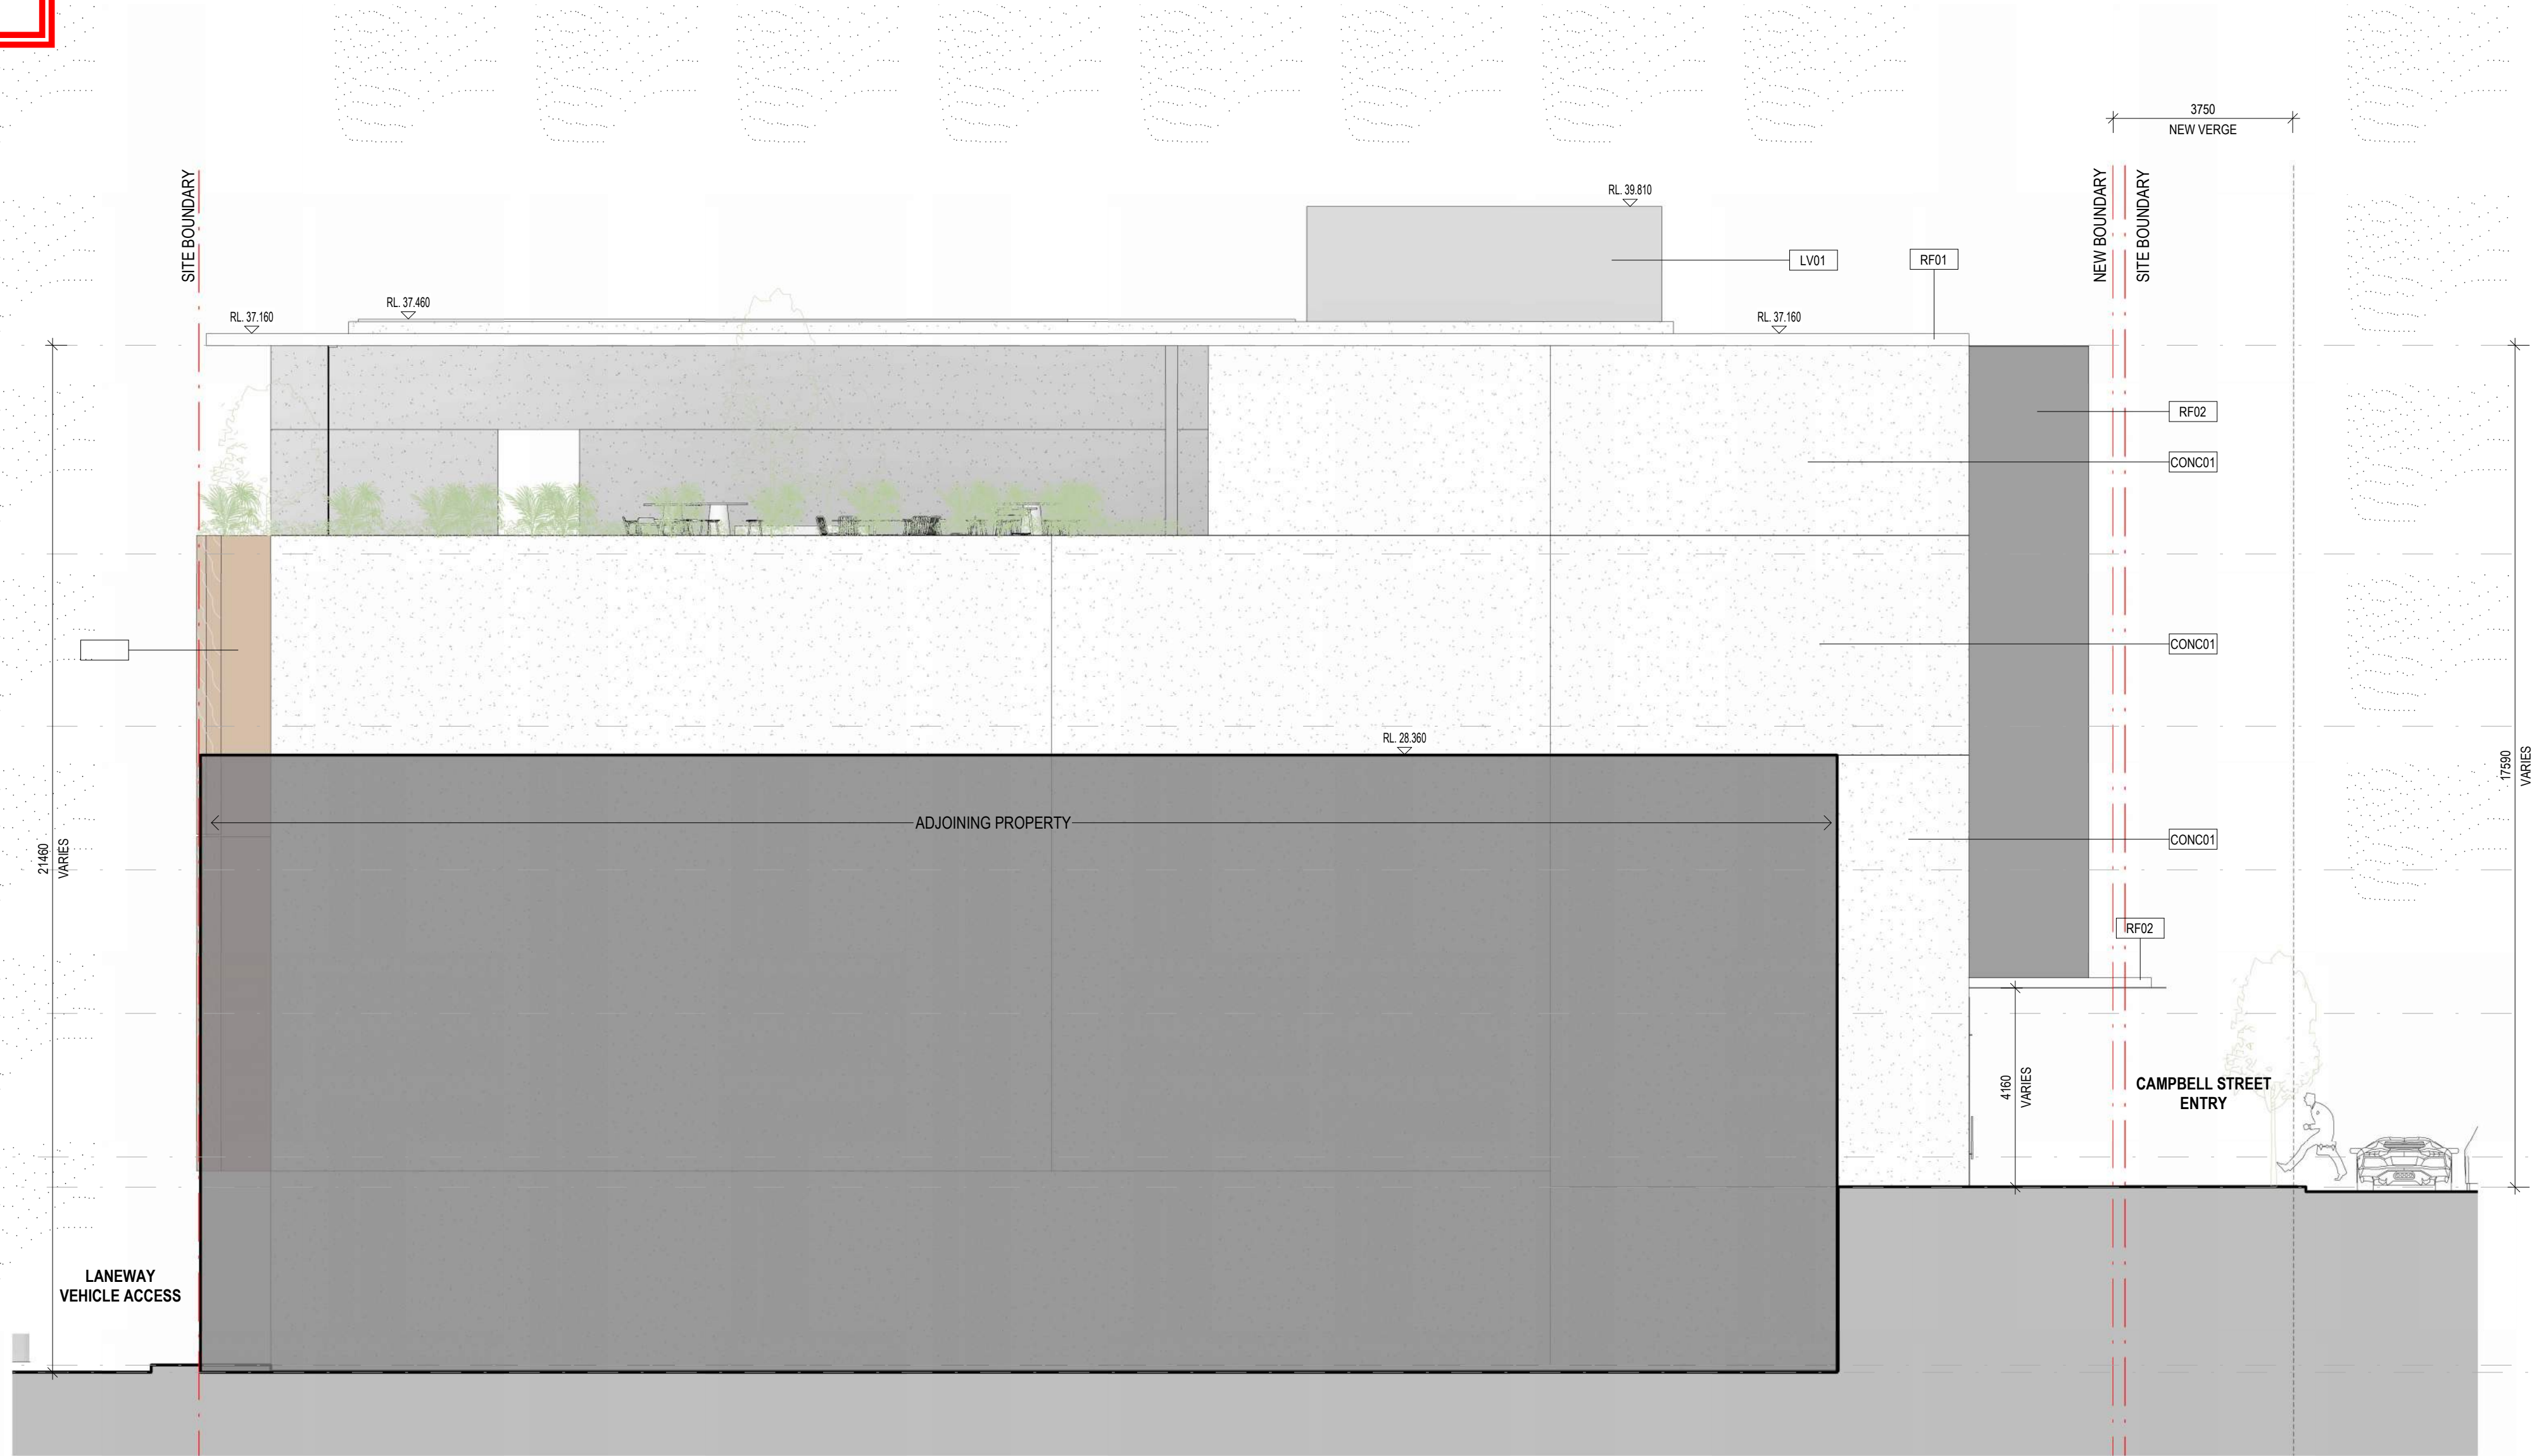 3750
NEW VERGE
SITE BOUNDARY
NEW BOUNDARY
SITE BOUNDARY
RL. 39.810
LV01
RF01
RL. 37.460
RL. 37.160
RL. 37.160
RF02
CONC01
CONC01
RL. 28.360
17590
VARIES
ADJOINING PROPERTY
CONC01
21460
VARIES
RF02
4160
VARIES
CAMPBELL STREET
ENTRY
LANEWAY
VEHICLE ACCESS